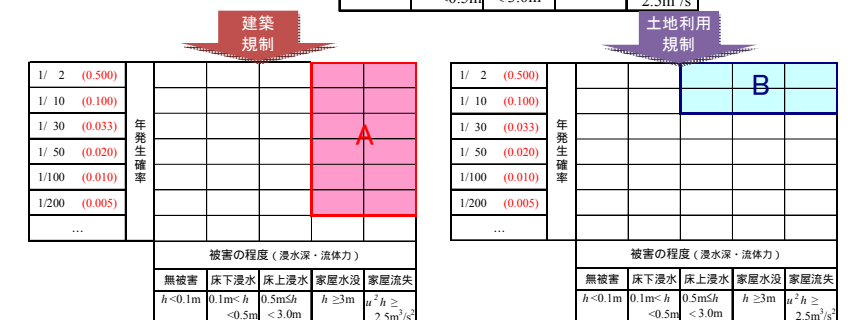 <0.5m < 3.0m 2.5m³/s²
建築
規制
土地利用
規制
1/ 2 (0.500)
1/ 10 (0.100)
1/ 30 (0.033)
1/ 50 (0.020)
1/100 (0.010)
1/200 (0.005)
…
年発生確率
A
被害の程度(浸水深・流体力)
無被害 床下浸水 床上浸水 家屋水没 家屋流失
h<0.1m 0.1m< h 0.5m≤h h ≥3m u²h ≥
<0.5m < 3.0m 2.5m³/s²
1/ 2 (0.500)
1/ 10 (0.100)
1/ 30 (0.033)
1/ 50 (0.020)
1/100 (0.010)
1/200 (0.005)
…
年発生確率
B
被害の程度(浸水深・流体力)
無被害 床下浸水 床上浸水 家屋水没 家屋流失
h<0.1m 0.1m< h 0.5m≤h h ≥3m u²h ≥
<0.5m < 3.0m 2.5m³/s²